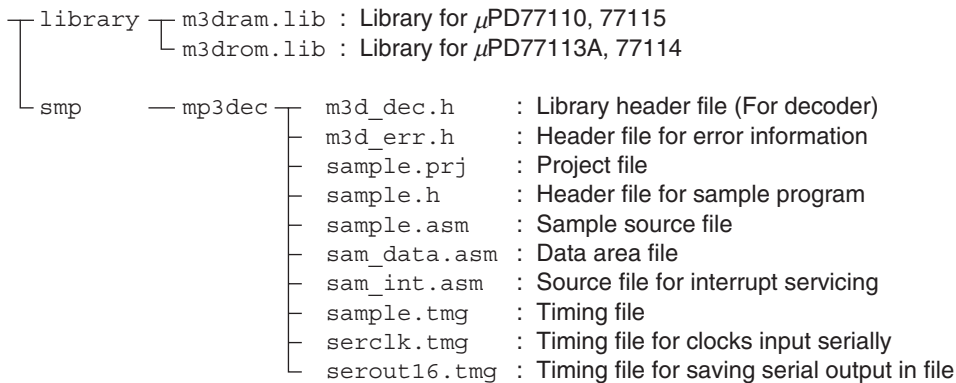 library m3dram.lib : Library for μPD77110, 77115
m3drom.lib : Library for μPD77113A, 77114
smp mp3dec m3d_dec.h : Library header file (For decoder)
m3d_err.h : Header file for error information
sample.prj : Project file
sample.h : Header file for sample program
sample.asm : Sample source file
sam_data.asm : Data area file
sam_int.asm : Source file for interrupt servicing
sample.tmg : Timing file
serclk.tmg : Timing file for clocks input serially
serout16.tmg : Timing file for saving serial output in file